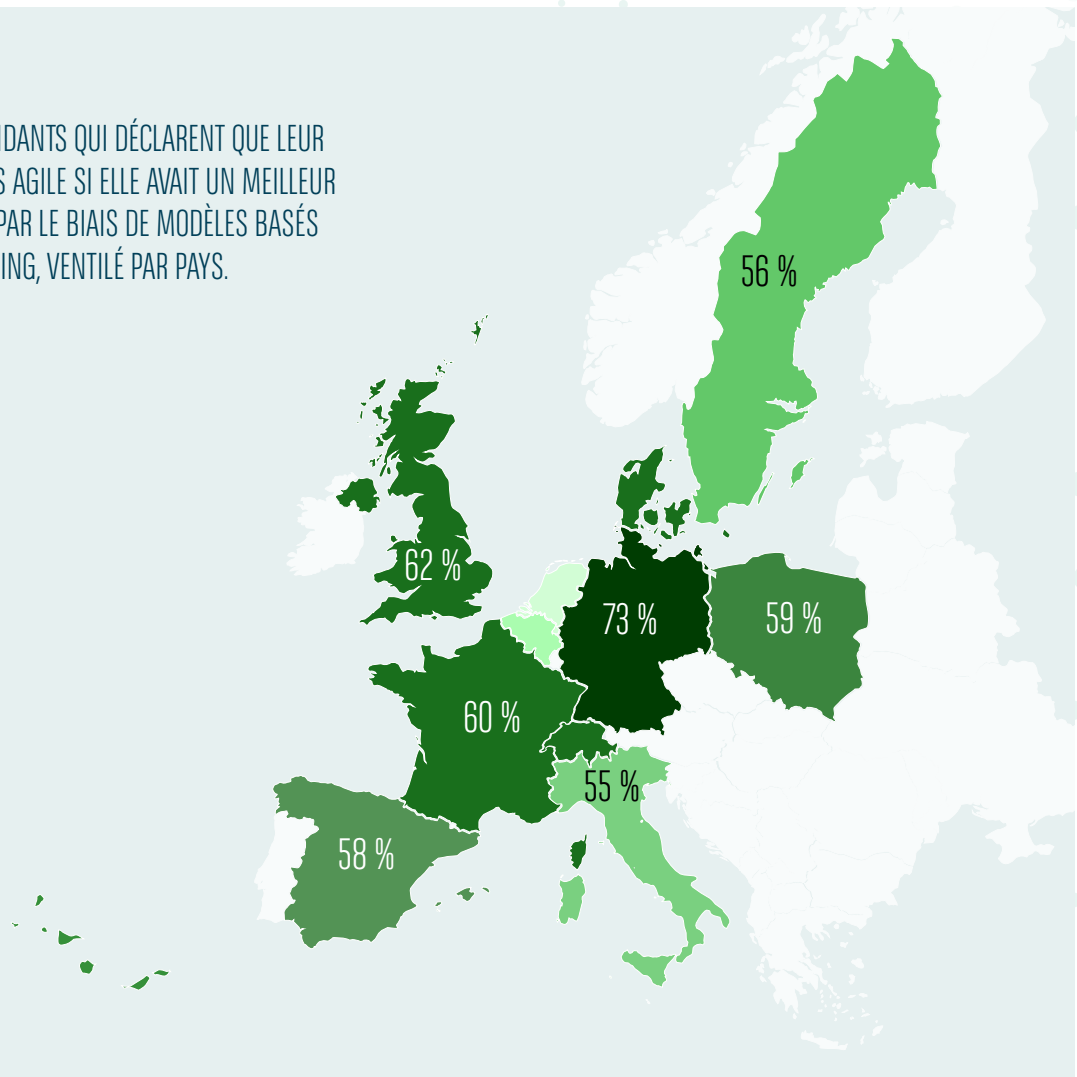 NDANTS QUI DÉCLARENT QUE LEUR
S AGILE SI ELLE AVAIT UN MEILLEUR
PAR LE BIAIS DE MODÈLES BASÉS
ING, VENTILÉ PAR PAYS.
56 %
62 %
73 %
59 %
60 %
55 %
58 %